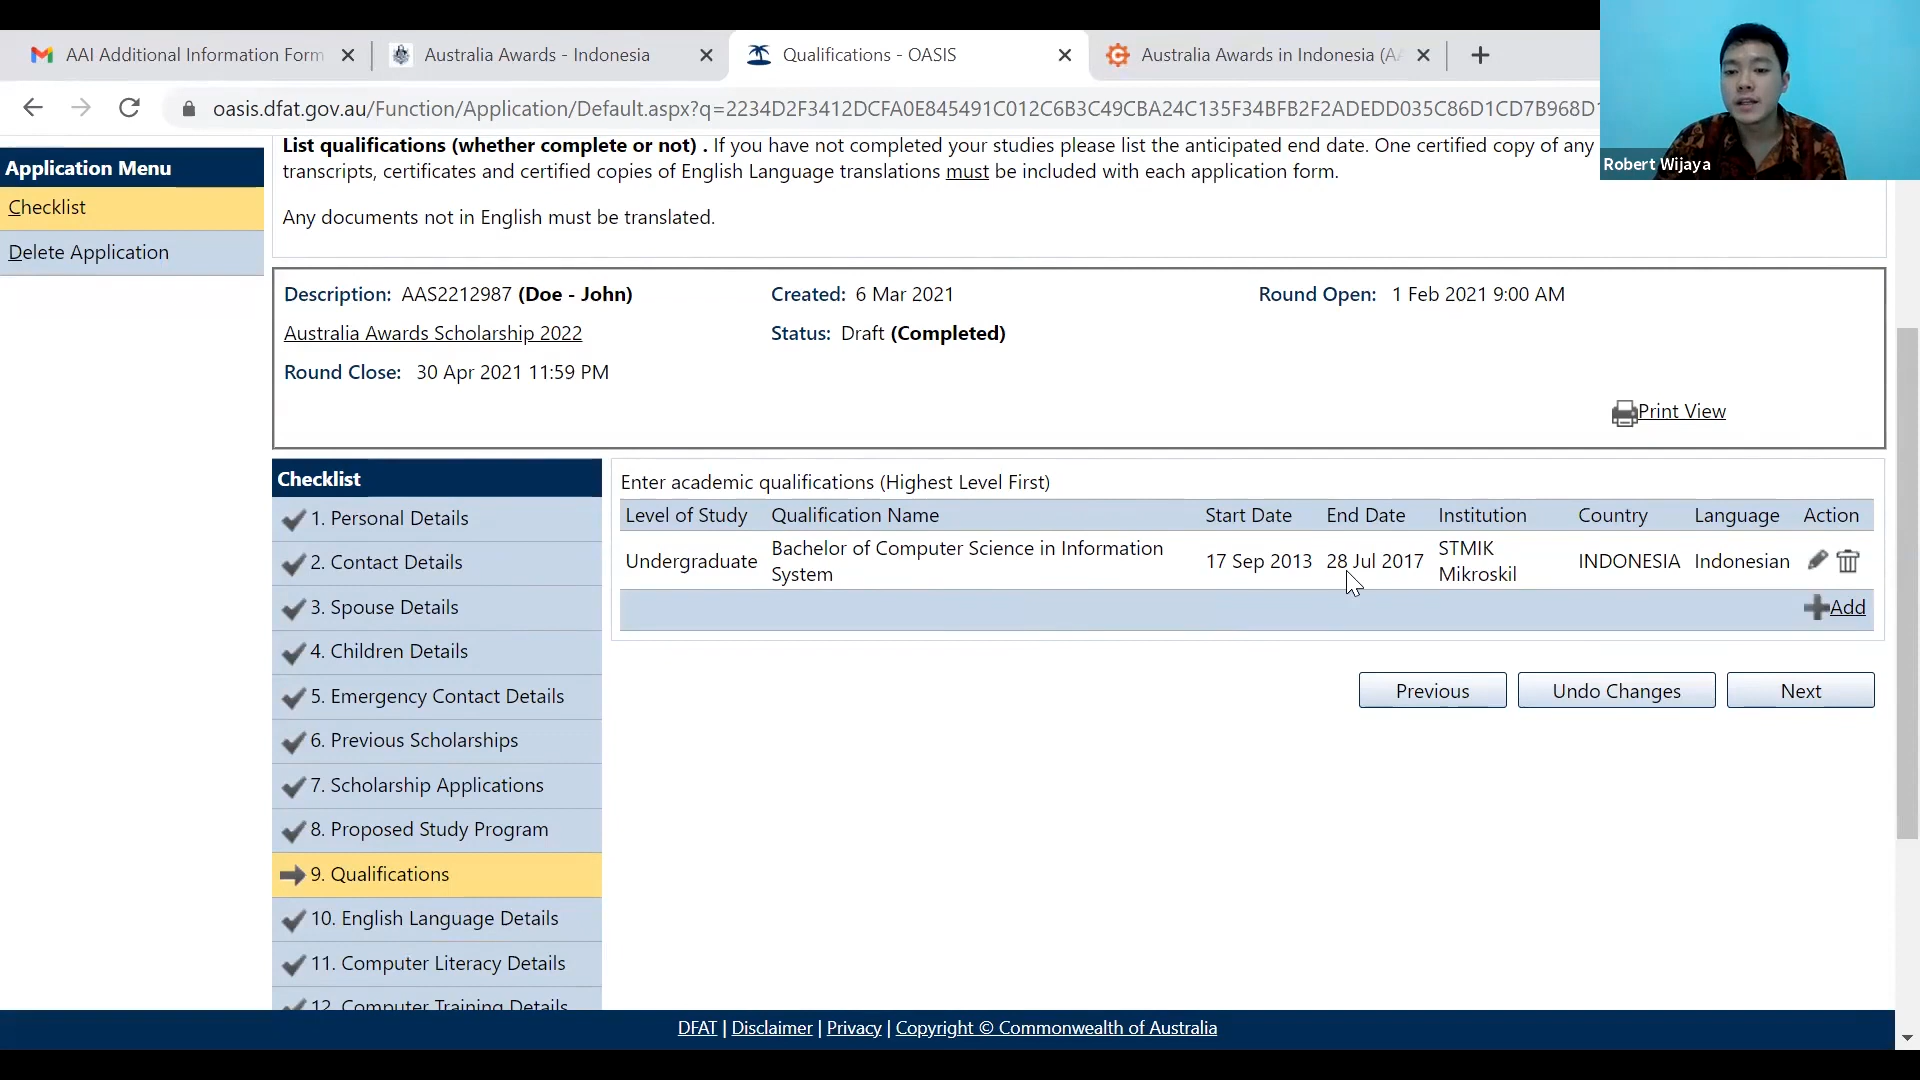 AAI Additional Information Form
Australia Awards - Indonesia
Qualifications - OASIS
Australia Awards in Indonesia (AA
oasis.dfat.gov.au/Function/Application/Default.aspx?q=2234D2F3412DCFA0E845491C012C6B3C49CBA24C135F34BFB2F2ADEDD035C86D1CD7B968D1
Robert Wijaya
Application Menu
Checklist
Delete Application
List qualifications (whether complete or not) . If you have not completed your studies please list the anticipated end date. One certified copy of any
transcripts, certificates and certified copies of English Language translations must be included with each application form.
Any documents not in English must be translated.
Description: AAS2212987 (Doe - John) Created: 6 Mar 2021 Round Open: 1 Feb 2021 9:00 AM
Australia Awards Scholarship 2022 Status: Draft (Completed)
Round Close: 30 Apr 2021 11:59 PM
Print View
Checklist
1. Personal Details
2. Contact Details
3. Spouse Details
4. Children Details
5. Emergency Contact Details
6. Previous Scholarships
7. Scholarship Applications
8. Proposed Study Program
9. Qualifications
10. English Language Details
11. Computer Literacy Details
12. Computer Training Details
Enter academic qualifications (Highest Level First)
Level of Study Qualification Name Start Date End Date Institution Country Language Action
Undergraduate Bachelor of Computer Science in Information System 17 Sep 2013 28 Jul 2017 STMIK Mikroskil INDONESIA Indonesian
Add
Previous Undo Changes Next
DFAT | Disclaimer | Privacy | Copyright © Commonwealth of Australia